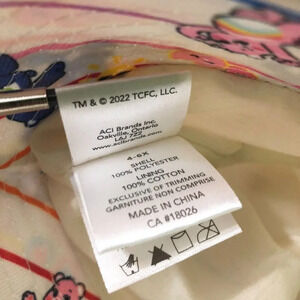 TM & © 2022 TCFC, LLC.
ACI Brands Inc.
Oakville, Ontario
L6J 7Z5
www.acibrands.com
4-6X
SHELL
100% POLYESTER
LINING
100% COTTON
EXCLUSIVE OF TRIMMING
GARNITURE NON COMPRISE
MADE IN CHINA
CA #18026